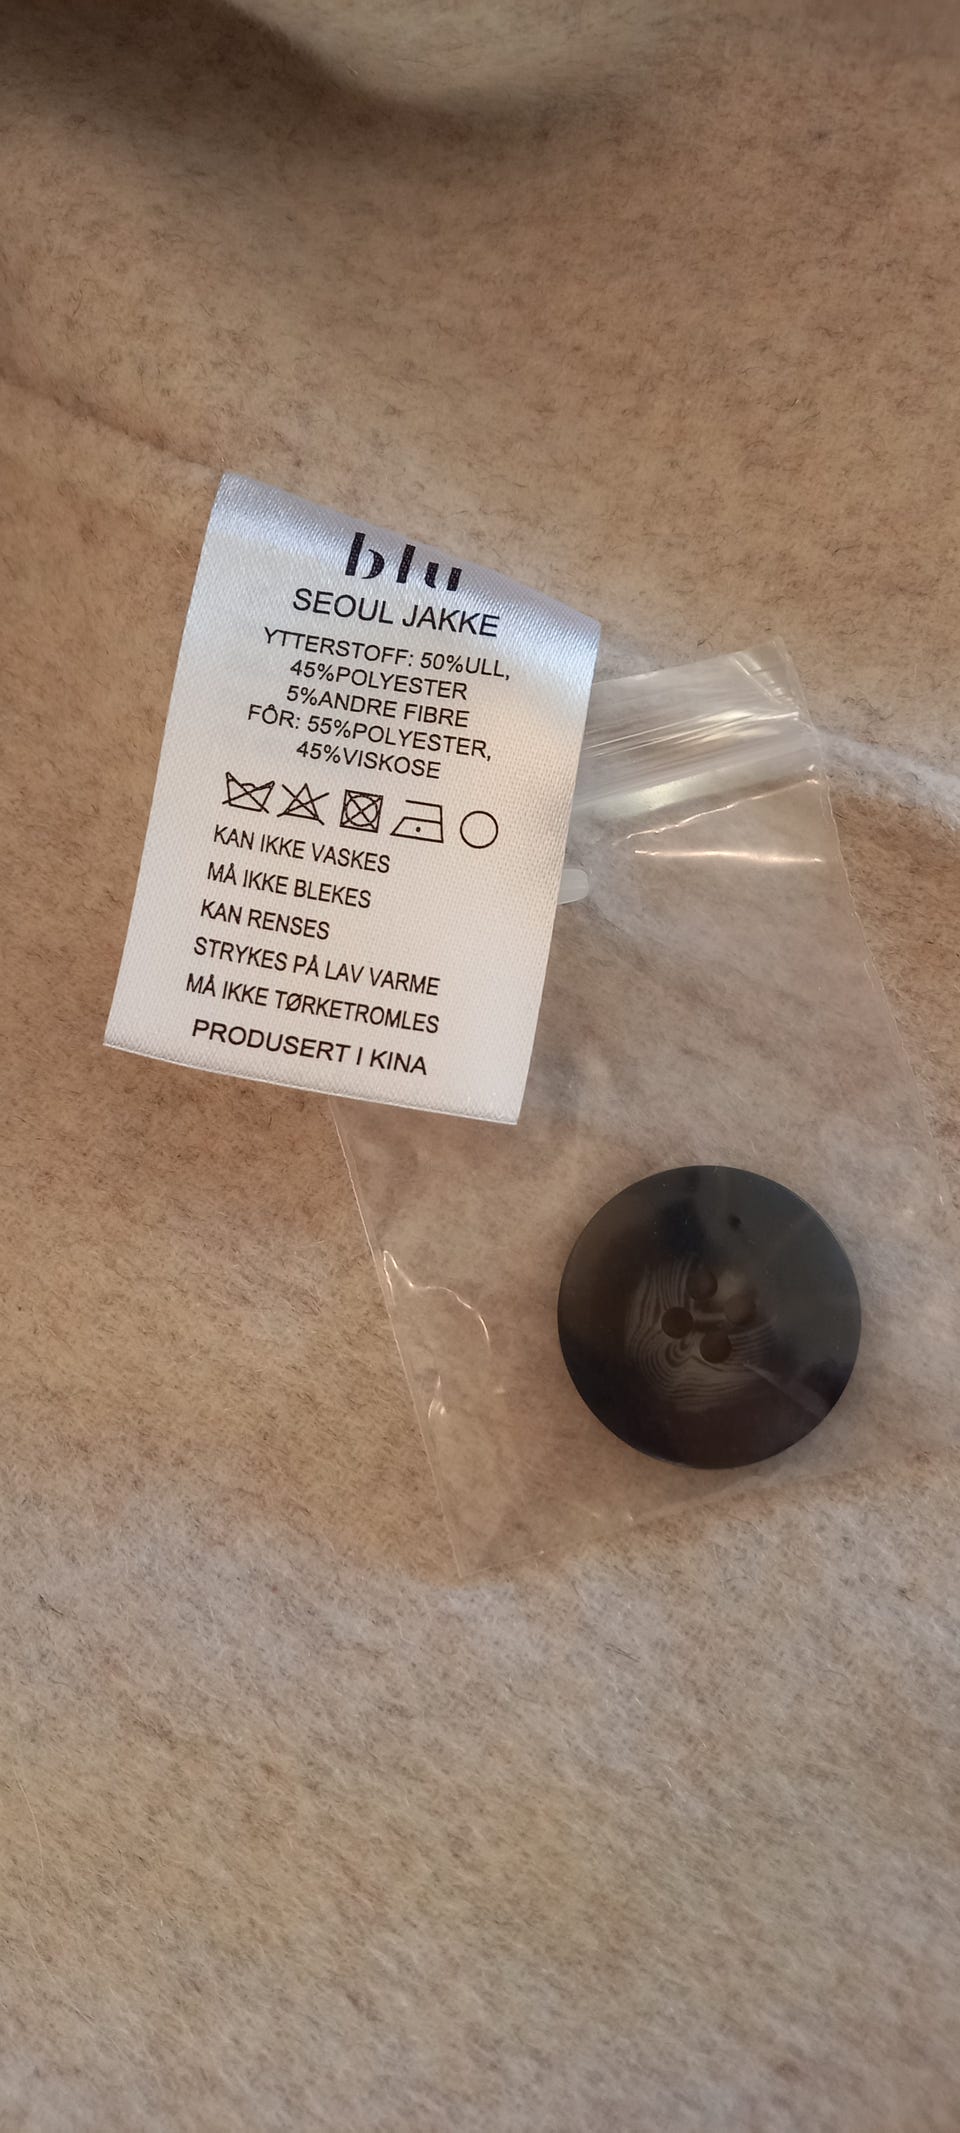 blu
SEOUL JAKKE
YTTERSTOFF: 50%ULL,
45%POLYESTER
5%ANDRE FIBRE
FÔR: 55%POLYESTER,
45%VISKOSE
KAN IKKE VASKES
MÅ IKKE BLEKES
KAN RENSES
STRYKES PÅ LAV VARME
MÅ IKKE TØRKETROMLES
PRODUSERT I KINA